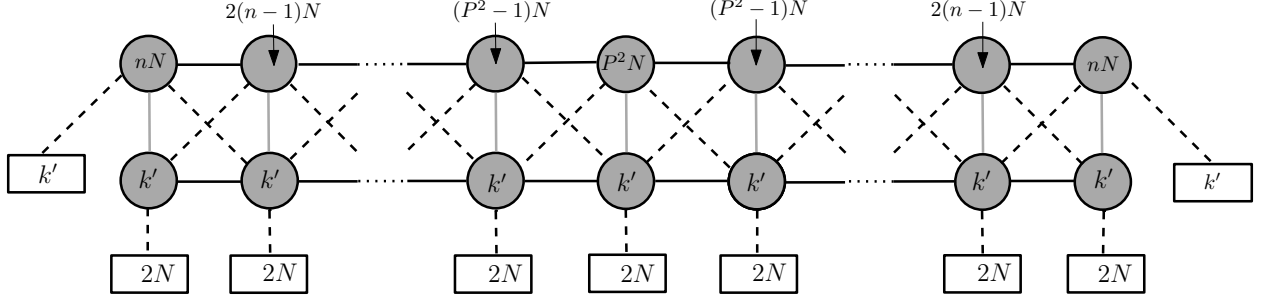 2(n − 1)N
(P² − 1)N
(P² − 1)N
2(n − 1)N
nN
P²N
nN
k′
k′
k′
k′
k′
k′
k′
k′
k′
2N
2N
2N
2N
2N
2N
2N